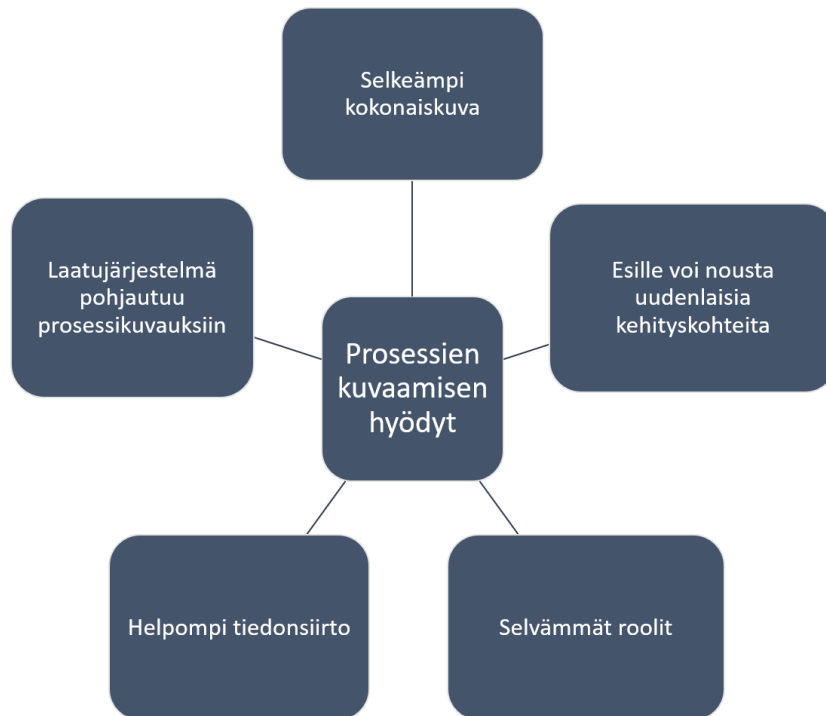 Selkeämpi
kokonaiskuva
Laatujärjestelmä
pohjautuu
prosessikuvauksiin
Esille voi nousta
uudenlaisia
kehityskohteita
Prosessien
kuvaamisen
hyödyt
Helpompi tiedonsiirto
Selvämmät roolit